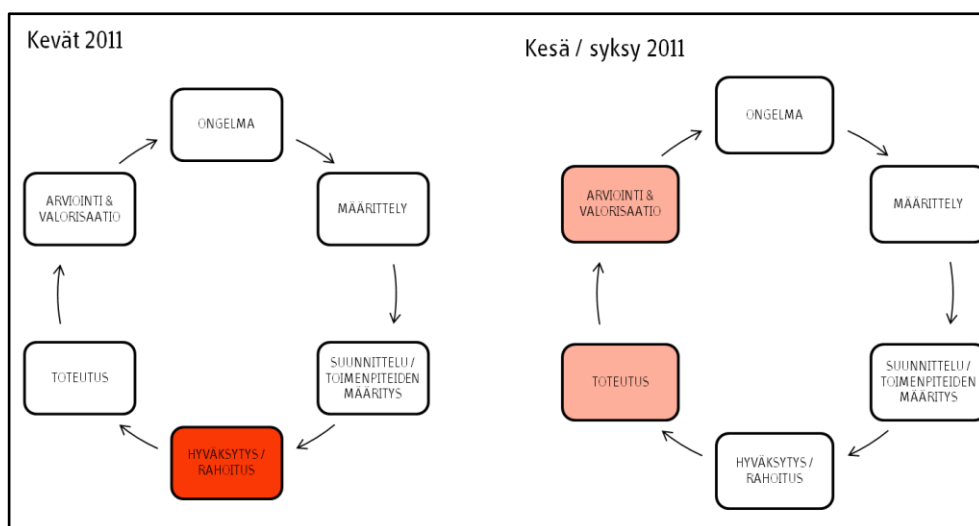 Kevät 2011
ONGELMA
ARVIOINTI &
VALORISAATIO
MÄÄRITTELY
TOTEUTUS
SUUNNITTELU /
TOIMENPITEIDEN
MÄÄRITYS
HYVÄKSYTYS /
RAHOITUS
Kesä / syksy 2011
ONGELMA
ARVIOINTI &
VALORISAATIO
MÄÄRITTELY
TOTEUTUS
SUUNNITTELU /
TOIMENPITEIDEN
MÄÄRITYS
HYVÄKSYTYS /
RAHOITUS